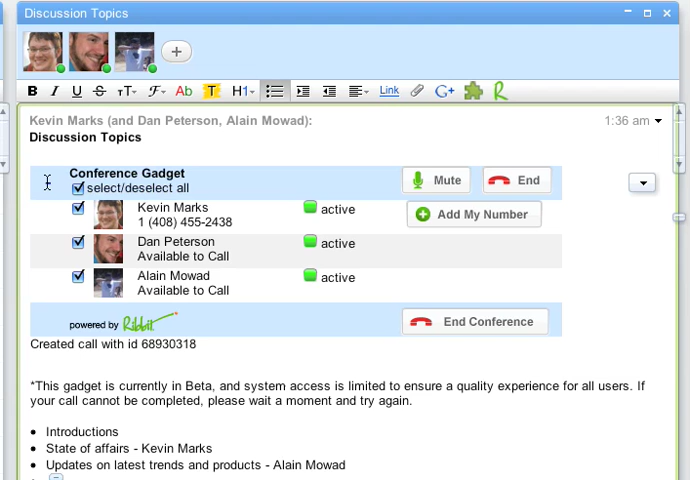 Discussion Topics
B I U S TT F Ab T H1 Link G+ R
Kevin Marks (and Dan Peterson, Alain Mowad): 1:36 am
Discussion Topics
Conference Gadget
select/deselect all
Mute End
Kevin Marks
1 (408) 455-2438
active
Add My Number
Dan Peterson
Available to Call
active
Alain Mowad
Available to Call
active
powered by Ribbit
End Conference
Created call with id 68930318
*This gadget is currently in Beta, and system access is limited to ensure a quality experience for all users. If
your call cannot be completed, please wait a moment and try again.
• Introductions
• State of affairs - Kevin Marks
• Updates on latest trends and products - Alain Mowad